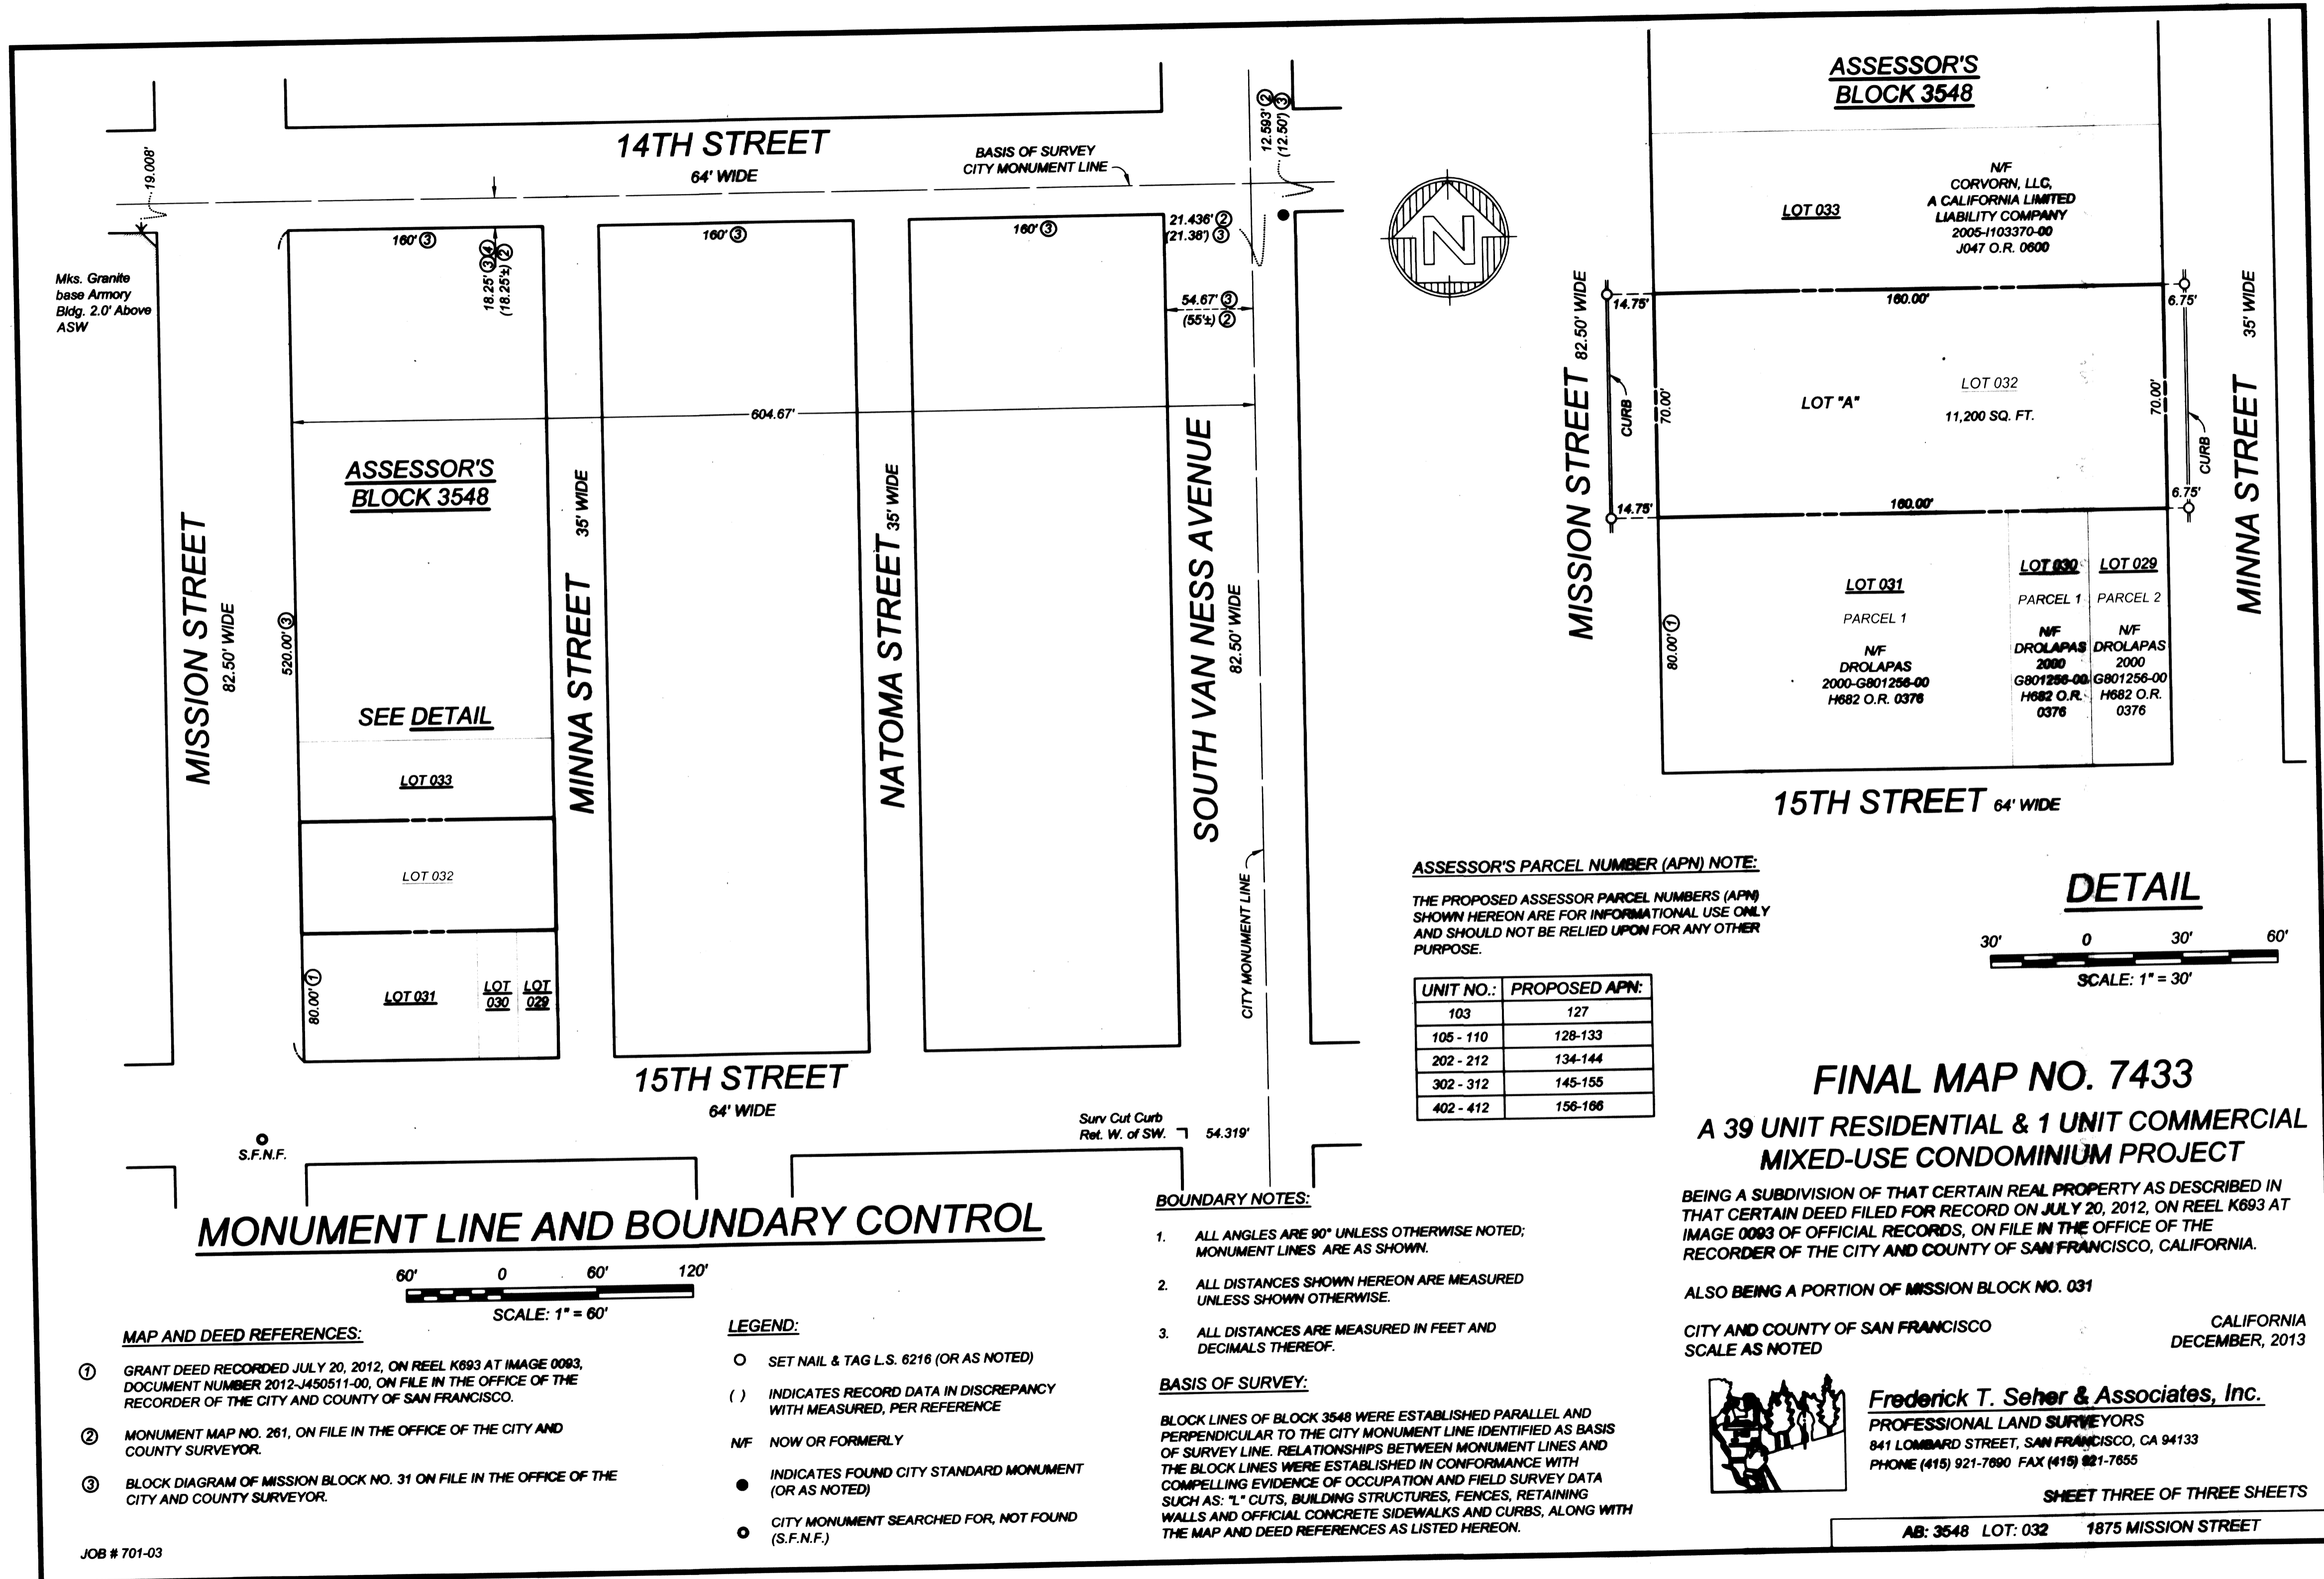 14TH STREET
64' WIDE
BASIS OF SURVEY
CITY MONUMENT LINE
19.008'
12.593' ②
(12.50') ③
Mks. Granite
base Armory
Bldg. 2.0' Above
ASW
160' ③
18.25' ③④
(18.25'±) ②
160' ③
160' ③
21.436' ②
(21.38') ③
54.67' ③
(55'±) ②
604.67'
ASSESSOR'S
BLOCK 3548
MISSION STREET
82.50' WIDE
520.00' ③
SEE DETAIL
LOT 033
LOT 032
80.00' ①
LOT 031
LOT
030
LOT
029
MINNA STREET
35' WIDE
NATOMA STREET
35' WIDE
SOUTH VAN NESS AVENUE
82.50' WIDE
CITY MONUMENT LINE
15TH STREET
64' WIDE
S.F.N.F.
Surv Cut Curb
Ret. W. of SW.
54.319'
MONUMENT LINE AND BOUNDARY CONTROL
60' 0 60' 120'
SCALE: 1" = 60'
MAP AND DEED REFERENCES:
① GRANT DEED RECORDED JULY 20, 2012, ON REEL K693 AT IMAGE 0093,
DOCUMENT NUMBER 2012-J450511-00, ON FILE IN THE OFFICE OF THE
RECORDER OF THE CITY AND COUNTY OF SAN FRANCISCO.
② MONUMENT MAP NO. 261, ON FILE IN THE OFFICE OF THE CITY AND
COUNTY SURVEYOR.
③ BLOCK DIAGRAM OF MISSION BLOCK NO. 31 ON FILE IN THE OFFICE OF THE
CITY AND COUNTY SURVEYOR.
JOB # 701-03
LEGEND:
SET NAIL & TAG L.S. 6216 (OR AS NOTED)
( ) INDICATES RECORD DATA IN DISCREPANCY
WITH MEASURED, PER REFERENCE
N/F NOW OR FORMERLY
INDICATES FOUND CITY STANDARD MONUMENT
(OR AS NOTED)
CITY MONUMENT SEARCHED FOR, NOT FOUND
(S.F.N.F.)
BOUNDARY NOTES:
1. ALL ANGLES ARE 90° UNLESS OTHERWISE NOTED;
MONUMENT LINES ARE AS SHOWN.
2. ALL DISTANCES SHOWN HEREON ARE MEASURED
UNLESS SHOWN OTHERWISE.
3. ALL DISTANCES ARE MEASURED IN FEET AND
DECIMALS THEREOF.
BASIS OF SURVEY:
BLOCK LINES OF BLOCK 3548 WERE ESTABLISHED PARALLEL AND
PERPENDICULAR TO THE CITY MONUMENT LINE IDENTIFIED AS BASIS
OF SURVEY LINE. RELATIONSHIPS BETWEEN MONUMENT LINES AND
THE BLOCK LINES WERE ESTABLISHED IN CONFORMANCE WITH
COMPELLING EVIDENCE OF OCCUPATION AND FIELD SURVEY DATA
SUCH AS: "L" CUTS, BUILDING STRUCTURES, FENCES, RETAINING
WALLS AND OFFICIAL CONCRETE SIDEWALKS AND CURBS, ALONG WITH
THE MAP AND DEED REFERENCES AS LISTED HEREON.
N
ASSESSOR'S
BLOCK 3548
LOT 033
N/F
CORVORN, LLC,
A CALIFORNIA LIMITED
LIABILITY COMPANY
2005-I103370-00
J047 O.R. 0600
MISSION STREET 82.50' WIDE
MINNA STREET 35' WIDE
14.75'
160.00'
6.75'
CURB
70.00'
LOT "A"
LOT 032
11,200 SQ. FT.
70.00'
CURB
14.75'
160.00'
6.75'
80.00' ①
LOT 031
PARCEL 1
N/F
DROLAPAS
2000-G801256-00
H682 O.R. 0376
LOT 030
PARCEL 1
N/F
DROLAPAS
2000
G801256-00
H682 O.R.
0376
LOT 029
PARCEL 2
N/F
DROLAPAS
2000
G801256-00
H682 O.R.
0376
15TH STREET 64' WIDE
DETAIL
30' 0 30' 60'
SCALE: 1" = 30'
ASSESSOR'S PARCEL NUMBER (APN) NOTE:
THE PROPOSED ASSESSOR PARCEL NUMBERS (APN)
SHOWN HEREON ARE FOR INFORMATIONAL USE ONLY
AND SHOULD NOT BE RELIED UPON FOR ANY OTHER
PURPOSE.
UNIT NO.: PROPOSED APN:
103 127
105 - 110 128-133
202 - 212 134-144
302 - 312 145-155
402 - 412 156-166
FINAL MAP NO. 7433
A 39 UNIT RESIDENTIAL & 1 UNIT COMMERCIAL
MIXED-USE CONDOMINIUM PROJECT
BEING A SUBDIVISION OF THAT CERTAIN REAL PROPERTY AS DESCRIBED IN
THAT CERTAIN DEED FILED FOR RECORD ON JULY 20, 2012, ON REEL K693 AT
IMAGE 0093 OF OFFICIAL RECORDS, ON FILE IN THE OFFICE OF THE
RECORDER OF THE CITY AND COUNTY OF SAN FRANCISCO, CALIFORNIA.
ALSO BEING A PORTION OF MISSION BLOCK NO. 031
CITY AND COUNTY OF SAN FRANCISCO CALIFORNIA
SCALE AS NOTED DECEMBER, 2013
Frederick T. Seher & Associates, Inc.
PROFESSIONAL LAND SURVEYORS
841 LOMBARD STREET, SAN FRANCISCO, CA 94133
PHONE (415) 921-7690 FAX (415) 921-7655
SHEET THREE OF THREE SHEETS
AB: 3548 LOT: 032 1875 MISSION STREET